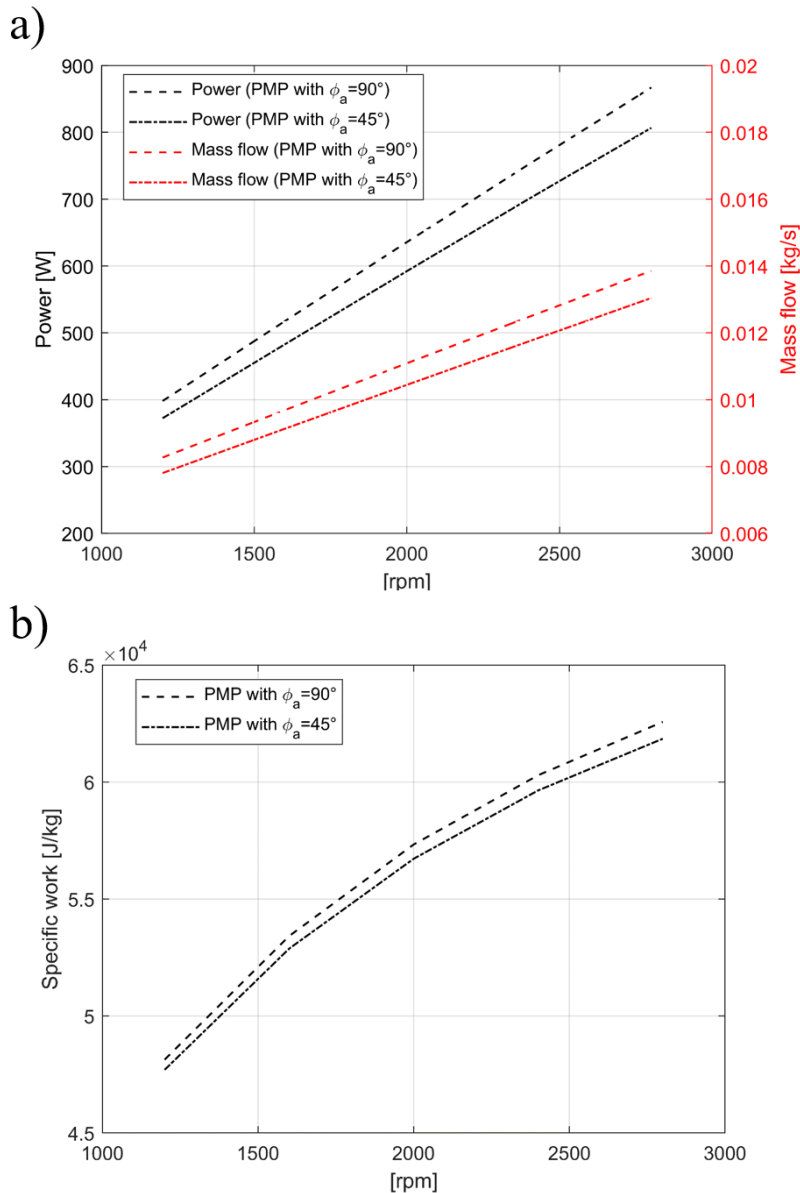 a)
Power (PMP with ϕa=90°)
Power (PMP with ϕa=45°)
Mass flow (PMP with ϕa=90°)
Mass flow (PMP with ϕa=45°)
900
800
700
600
500
400
300
200
Power [W]
0.02
0.018
0.016
0.014
0.012
0.01
0.008
0.006
Mass flow [kg/s]
1000 1500 2000 2500 3000
[rpm]
b)
×10⁴
PMP with ϕa=90°
PMP with ϕa=45°
6.5
6
5.5
5
4.5
Specific work [J/kg]
1000 1500 2000 2500 3000
[rpm]